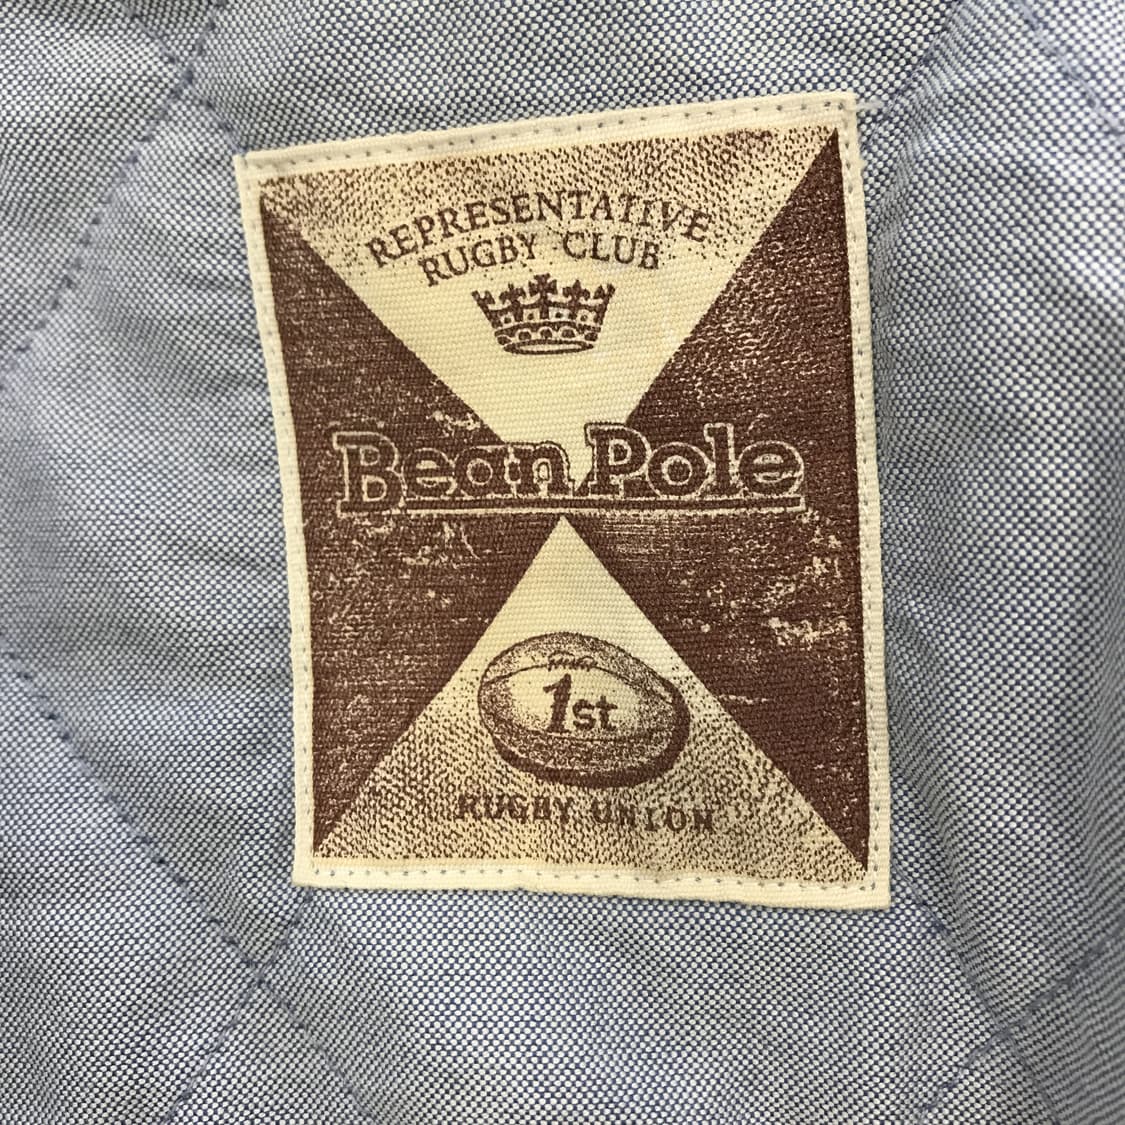 REPRESENTATIVE
RUGBY CLUB
Bean Pole
1st
RUGBY UNION